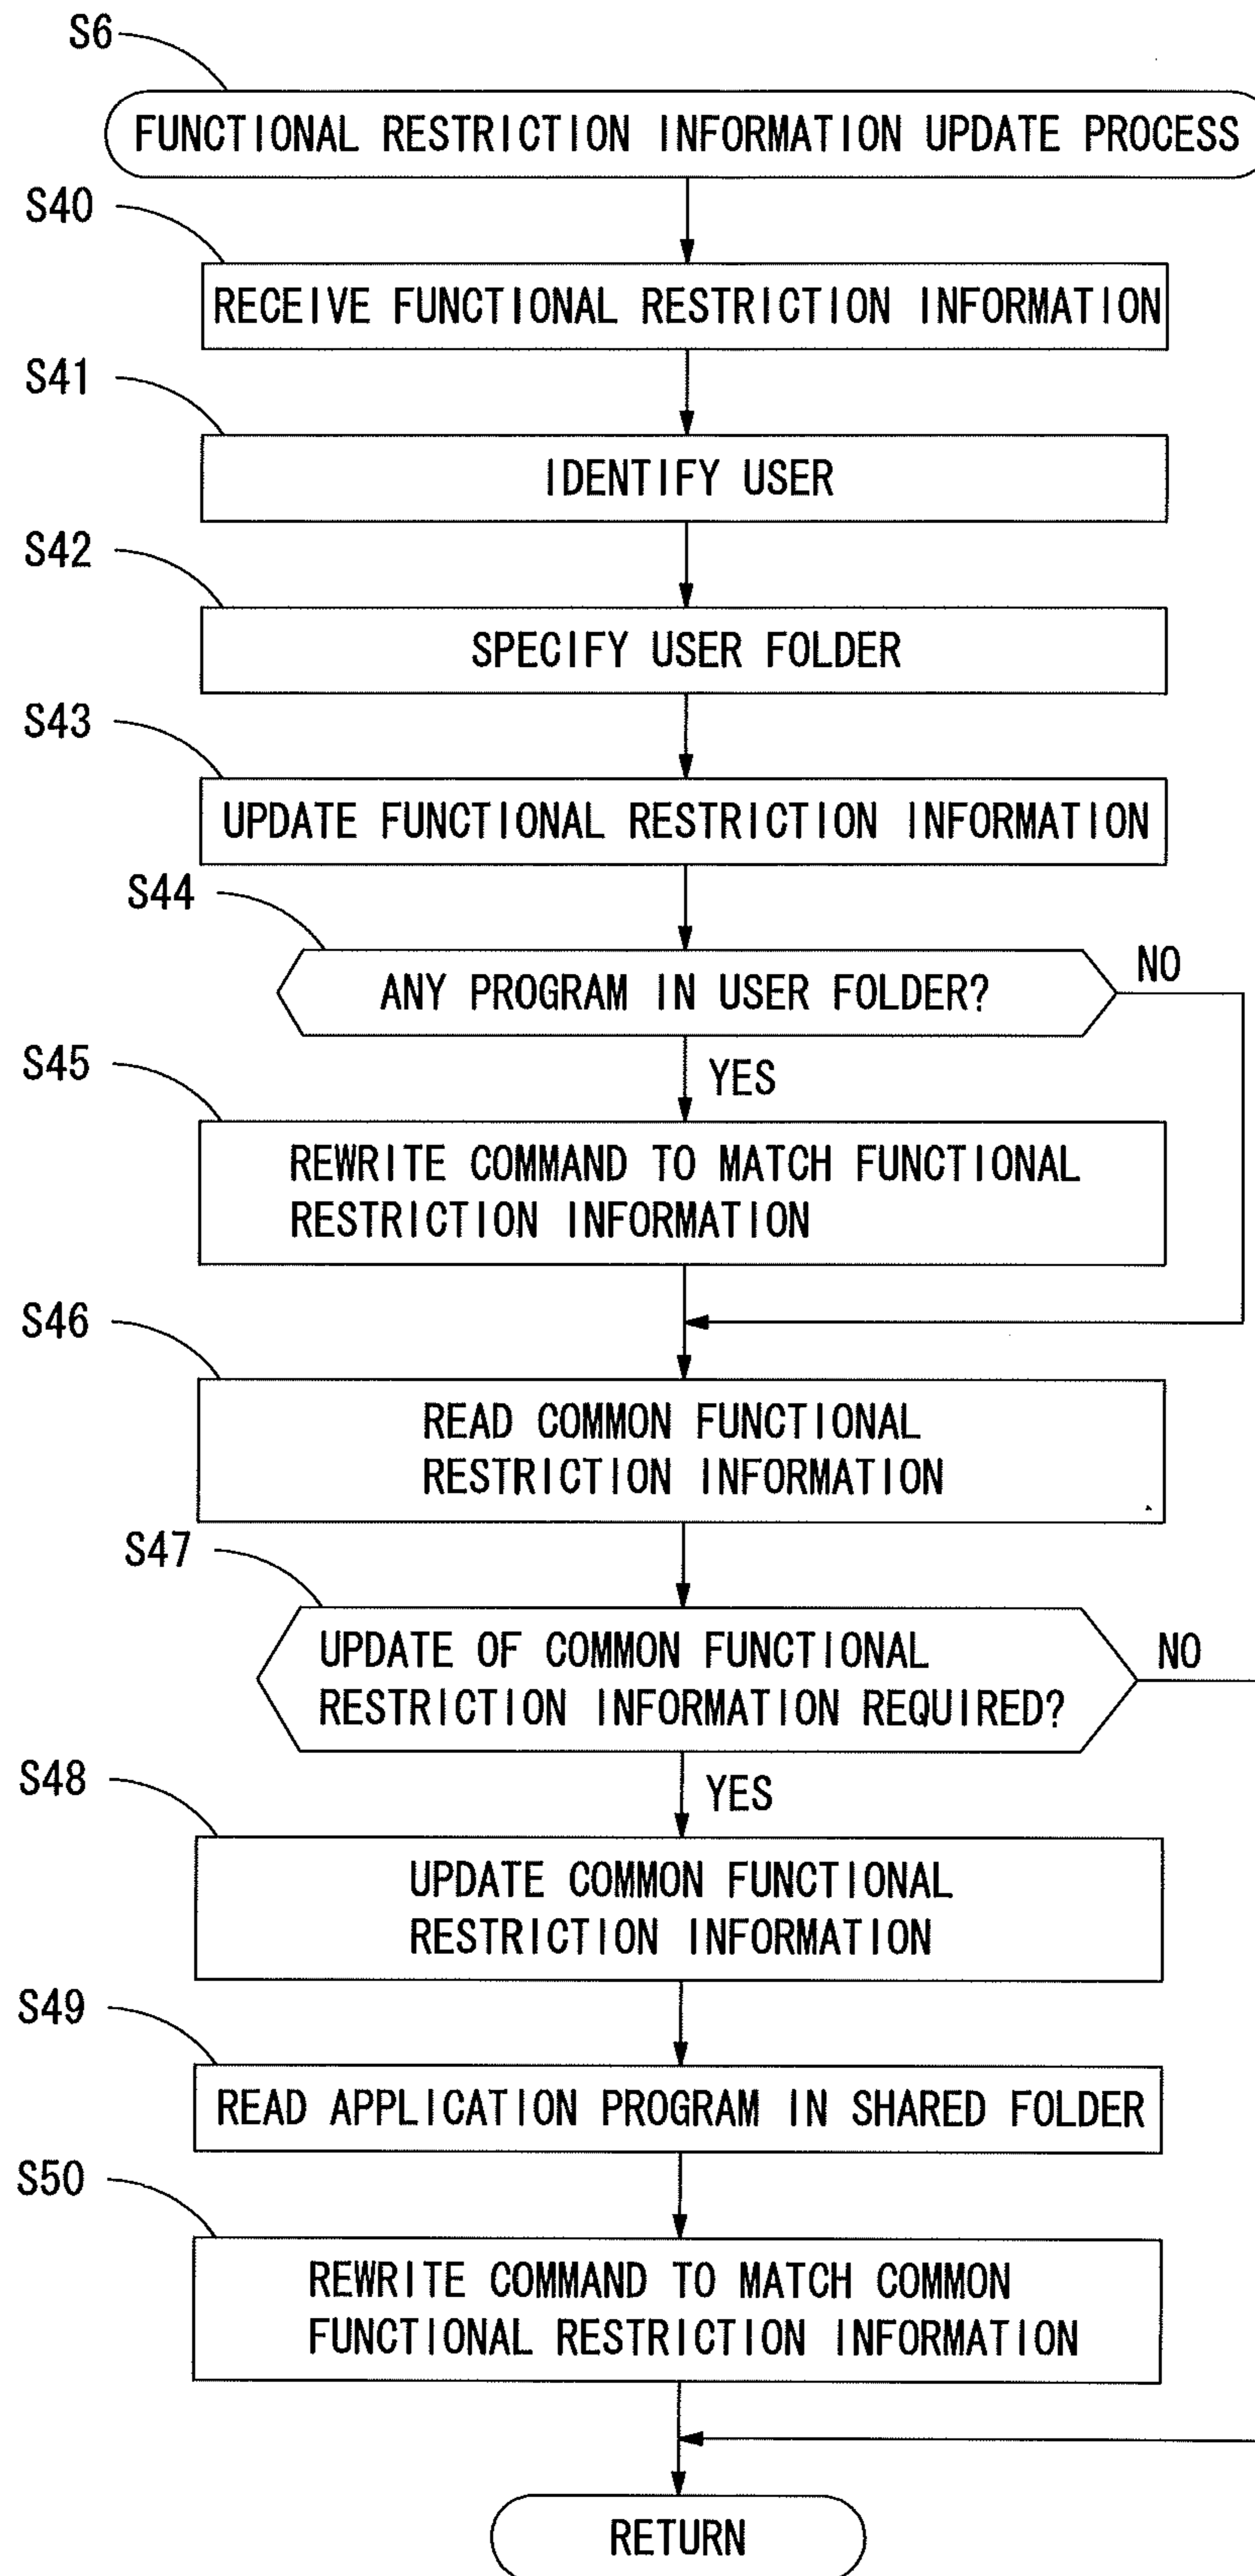 S6
FUNCTIONAL RESTRICTION INFORMATION UPDATE PROCESS
S40
RECEIVE FUNCTIONAL RESTRICTION INFORMATION
S41
IDENTIFY USER
S42
SPECIFY USER FOLDER
S43
UPDATE FUNCTIONAL RESTRICTION INFORMATION
S44
ANY PROGRAM IN USER FOLDER?
NO
YES
S45
REWRITE COMMAND TO MATCH FUNCTIONAL
RESTRICTION INFORMATION
S46
READ COMMON FUNCTIONAL
RESTRICTION INFORMATION
S47
UPDATE OF COMMON FUNCTIONAL
RESTRICTION INFORMATION REQUIRED?
NO
YES
S48
UPDATE COMMON FUNCTIONAL
RESTRICTION INFORMATION
S49
READ APPLICATION PROGRAM IN SHARED FOLDER
S50
REWRITE COMMAND TO MATCH COMMON
FUNCTIONAL RESTRICTION INFORMATION
RETURN